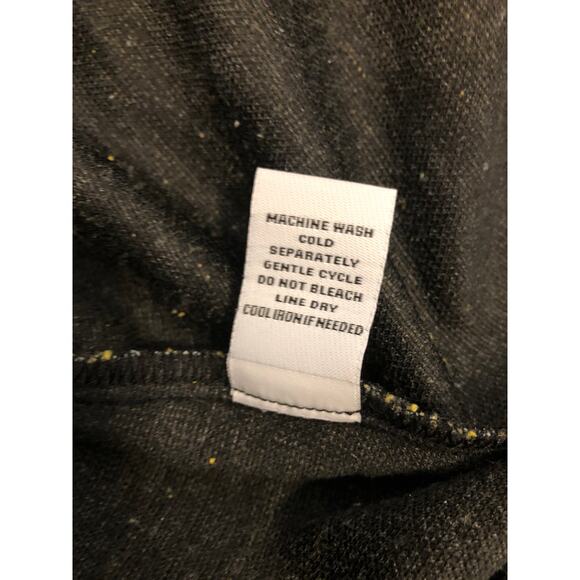 MACHINE WASH
COLD
SEPARATELY
GENTLE CYCLE
DO NOT BLEACH
LINE DRY
COOL IRON IF NEEDED